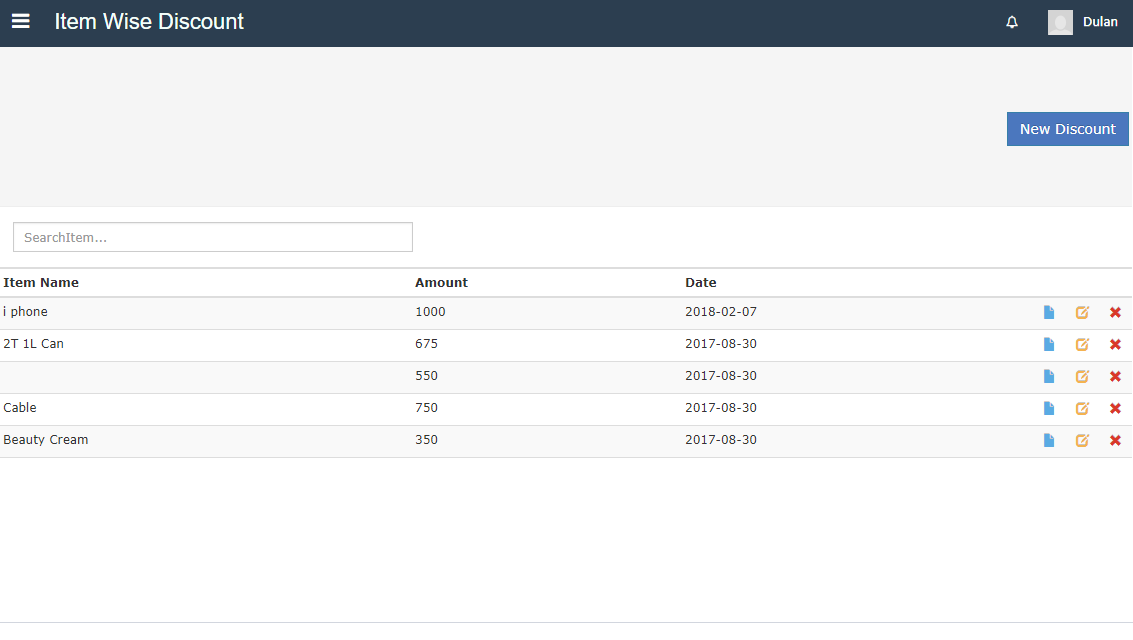 Item Wise Discount Dulan
New Discount
SearchItem...
Item Name Amount Date
i phone 1000 2018-02-07
2T 1L Can 675 2017-08-30
550 2017-08-30
Cable 750 2017-08-30
Beauty Cream 350 2017-08-30